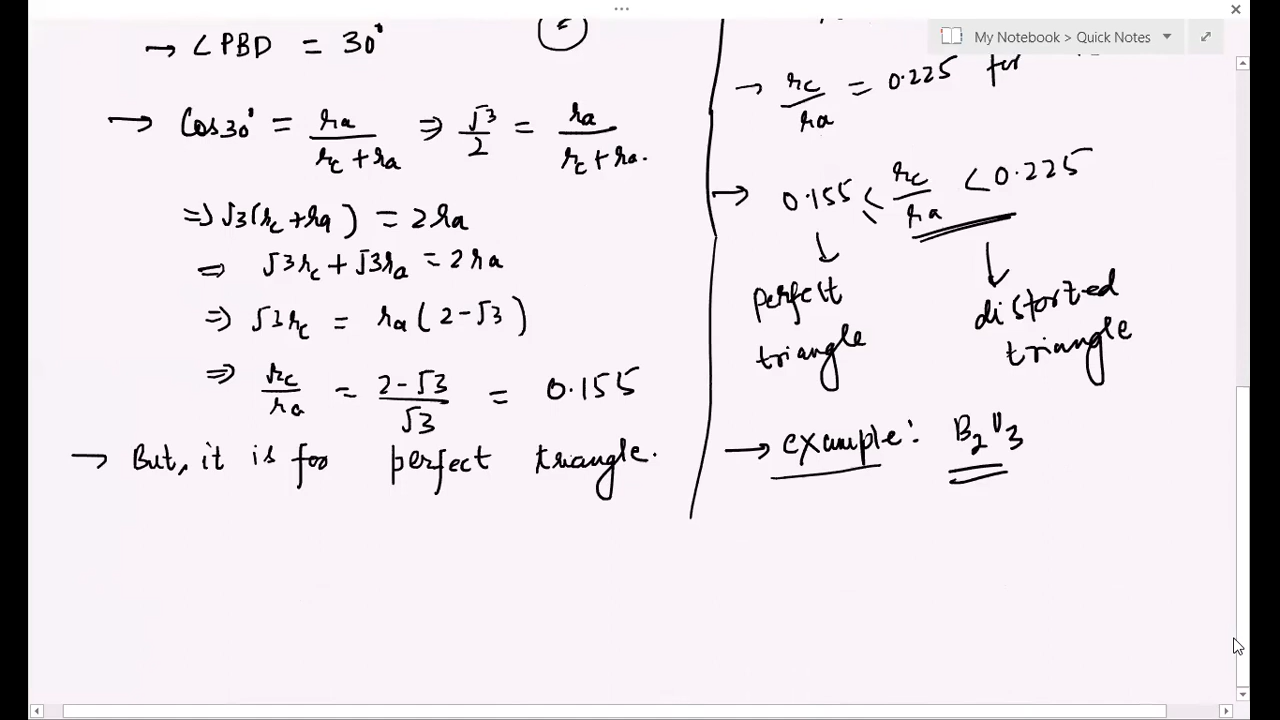 My Notebook > Quick Notes
→ ∠PBD = 30°
→ Cos30° = ra/(rc+ra) ⇒ √3/2 = ra/(rc+ra).
⇒ √3(rc+ra) = 2ra
⇒ √3rc + √3ra = 2ra
⇒ √3rc = ra(2-√3)
⇒ rc/ra = (2-√3)/√3 = 0.155
→ But, it is for perfect triangle.
→ rc/ra = 0.225 for
→ 0.155 < rc/ra < 0.225
↓ perfect
triangle
↓ distorted
triangle
→ example: B2O3